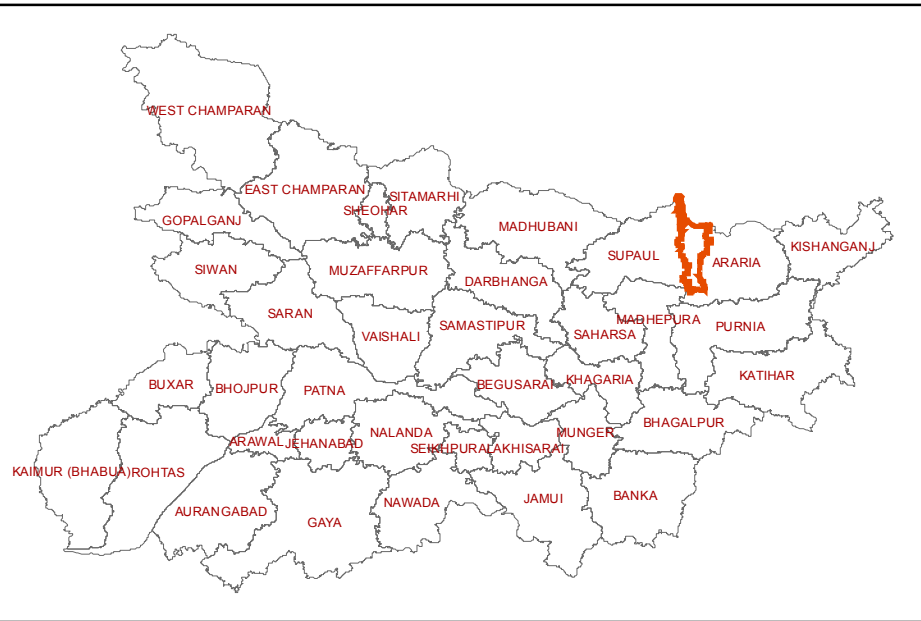 WEST CHAMPARAN
EAST CHAMPARAN
SITAMARHI
SHEOHAR
GOPALGANJ
MADHUBANI
KISHANGANJ
SUPAUL
ARARIA
SIWAN
MUZAFFARPUR
DARBHANGA
SARAN
MADHEPURA
SAMASTIPUR
PURNIA
VAISHALI
SAHARSA
KATIHAR
KHAGARIA
BUXAR
BHOJPUR
PATNA
BEGUSARAI
BHAGALPUR
NALANDA
MUNGER
ARAWAL
JEHANABAD
SEIKHPURA
LAKHISARAI
KAIMUR (BHABUA)
ROHTAS
BANKA
JAMUI
NAWADA
AURANGABAD
GAYA